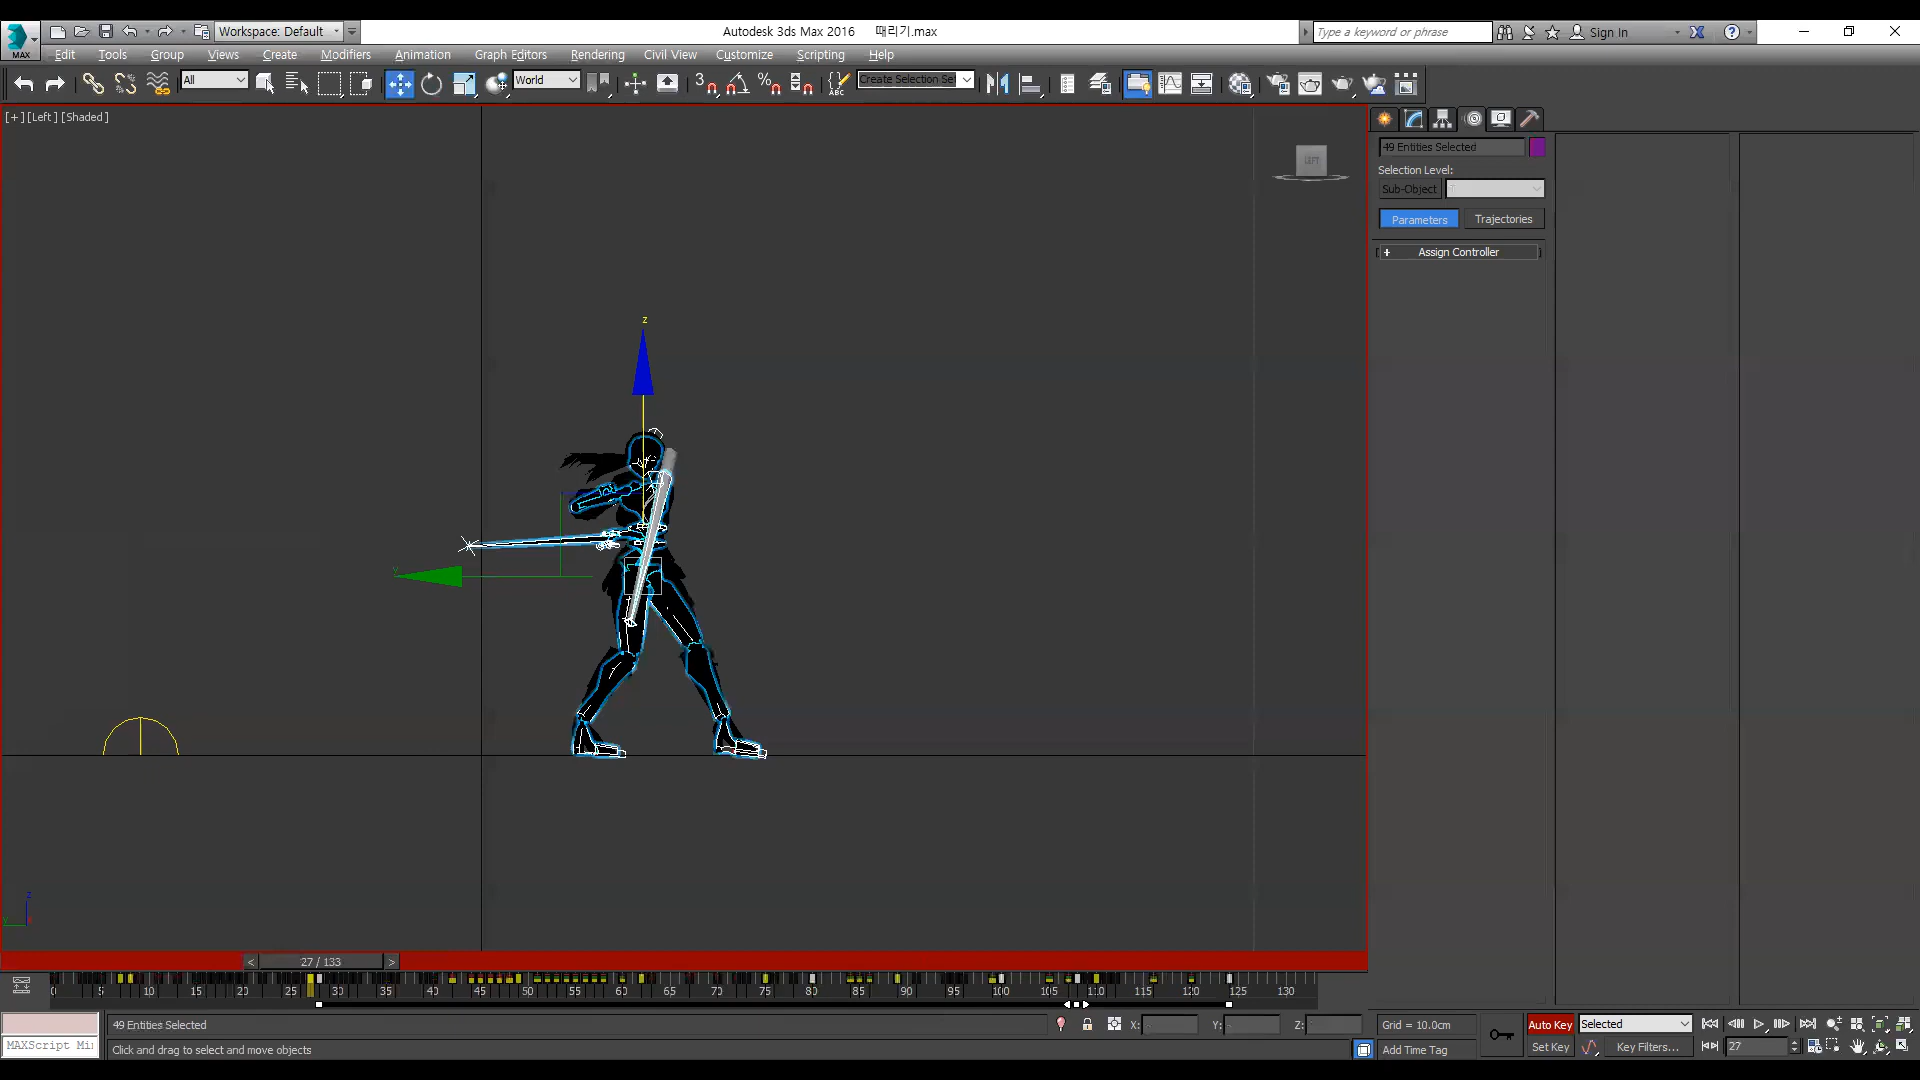 Workspace: Default
Autodesk 3ds Max 2016 때리기.max
Type a keyword or phrase
Sign In
MAX
Edit Tools Group Views Create Modifiers Animation Graph Editors Rendering Civil View Customize Scripting Help
All
World
Create Selection Se
[+] [Left ] [Shaded ]
LEFT
49 Entities Selected
Selection Level:
Sub-Object
Parameters Trajectories
+ Assign Controller
z
y
z
y
x
< 27 / 133 >
0 5 10 15 20 25 30 35 40 45 50 55 60 65 70 75 80 85 90 95 100 105 110 115 120 125 130
49 Entities Selected
X: Y: Z:
Grid = 10.0cm
Auto Key
Selected
MAXScript Mi
Click and drag to select and move objects
Add Time Tag
Set Key
Key Filters...
27